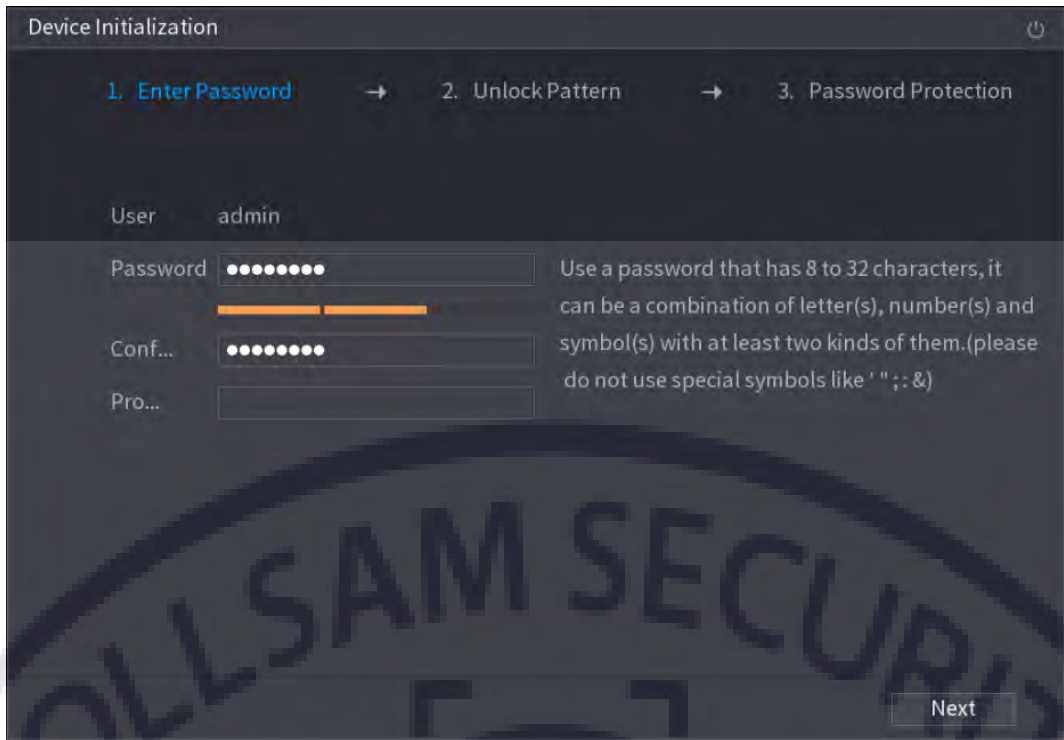 Device Initialization
1. Enter Password → 2. Unlock Pattern → 3. Password Protection
User admin
Password ●●●●●●●●
Use a password that has 8 to 32 characters, it
can be a combination of letter(s), number(s) and
Conf... ●●●●●●●●
symbol(s) with at least two kinds of them.(please
do not use special symbols like ' " ; : &)
Pro...
OLLSAM SECURI
Next